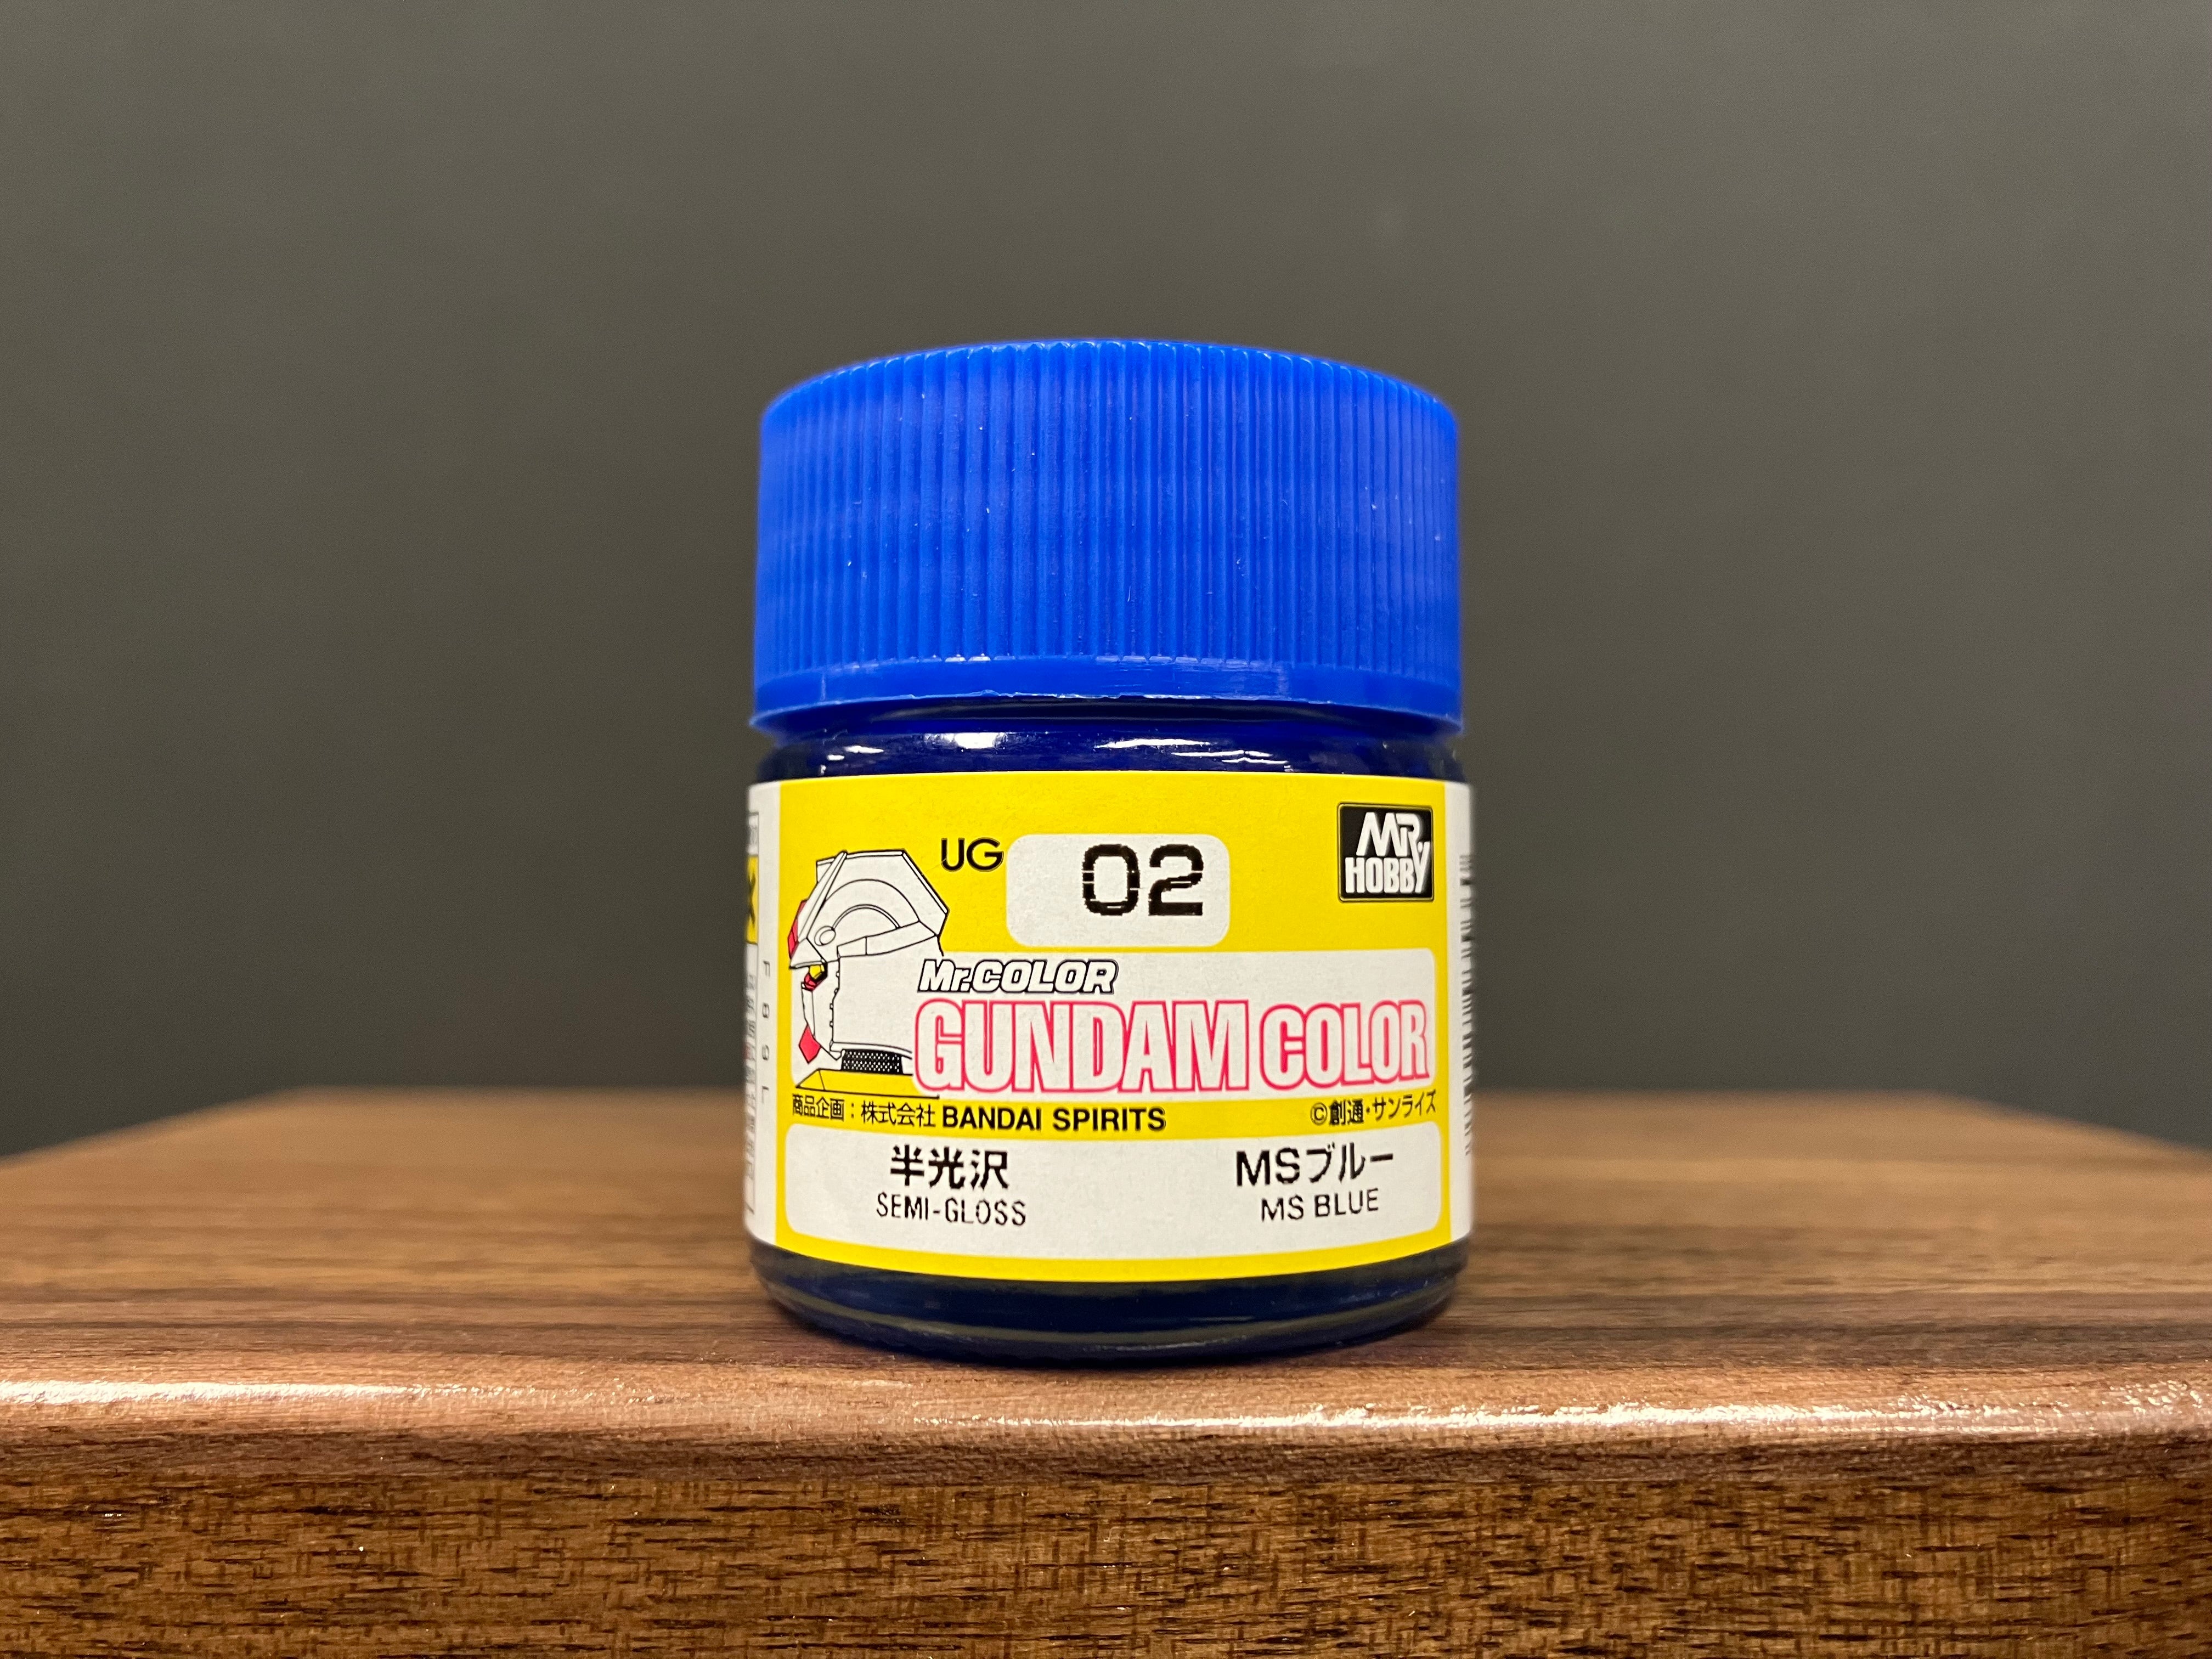 UG 02
MR HOBBY
Mr.COLOR
GUNDAM COLOR
商品企画：株式会社 BANDAI SPIRITS ©創通・サンライズ
半光沢 MSブルー
SEMI-GLOSS MS BLUE